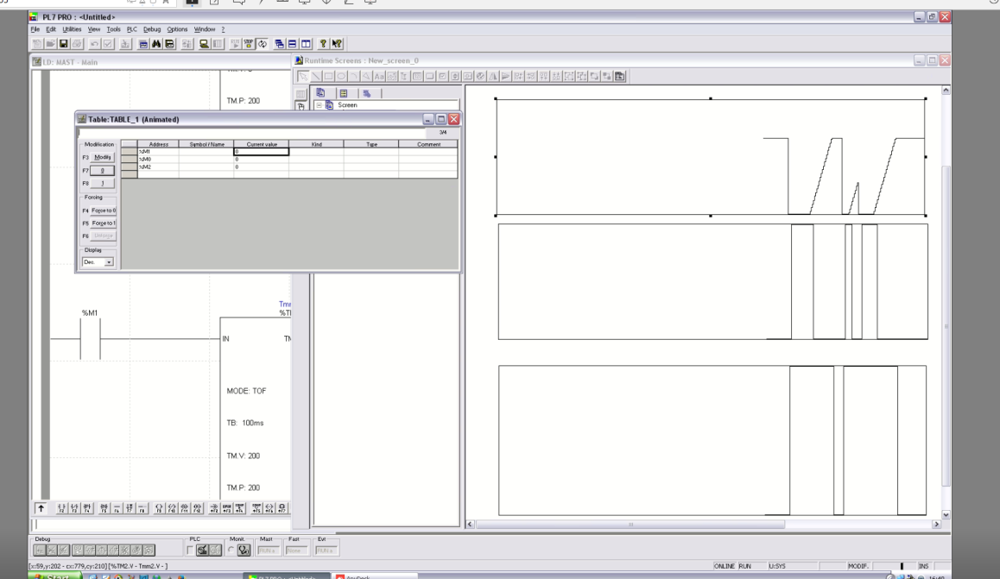 PL7 PRO : <Untitled>
File Edit Utilities View Tools PLC Debug Options Window ?
LD: MAST - Main
Runtime Screens : New_screen_0
TM.P: 200
Screen
Table:TABLE_1 (Animated)
3/4
Modification
Address Symbol / Name Current value Kind Type Comment
%M1 0
%M0 0
%M2 0
F3 Modify
F7 0
F8 1
Forcing
F4 Force to 0
F5 Force to 1
F6 Unforce
Display
Dec.
%M1
IN
MODE: TOF
TB: 100ms
TM.V: 200
TM.P: 200
Debug PLC Monit. Mast Fast Evt
None
[x:59,y:202 - cx:779,cy:210] [%TM2.V - Tmm2.V - ]
ONLINE RUN U:SYS MODIF. INS
Start